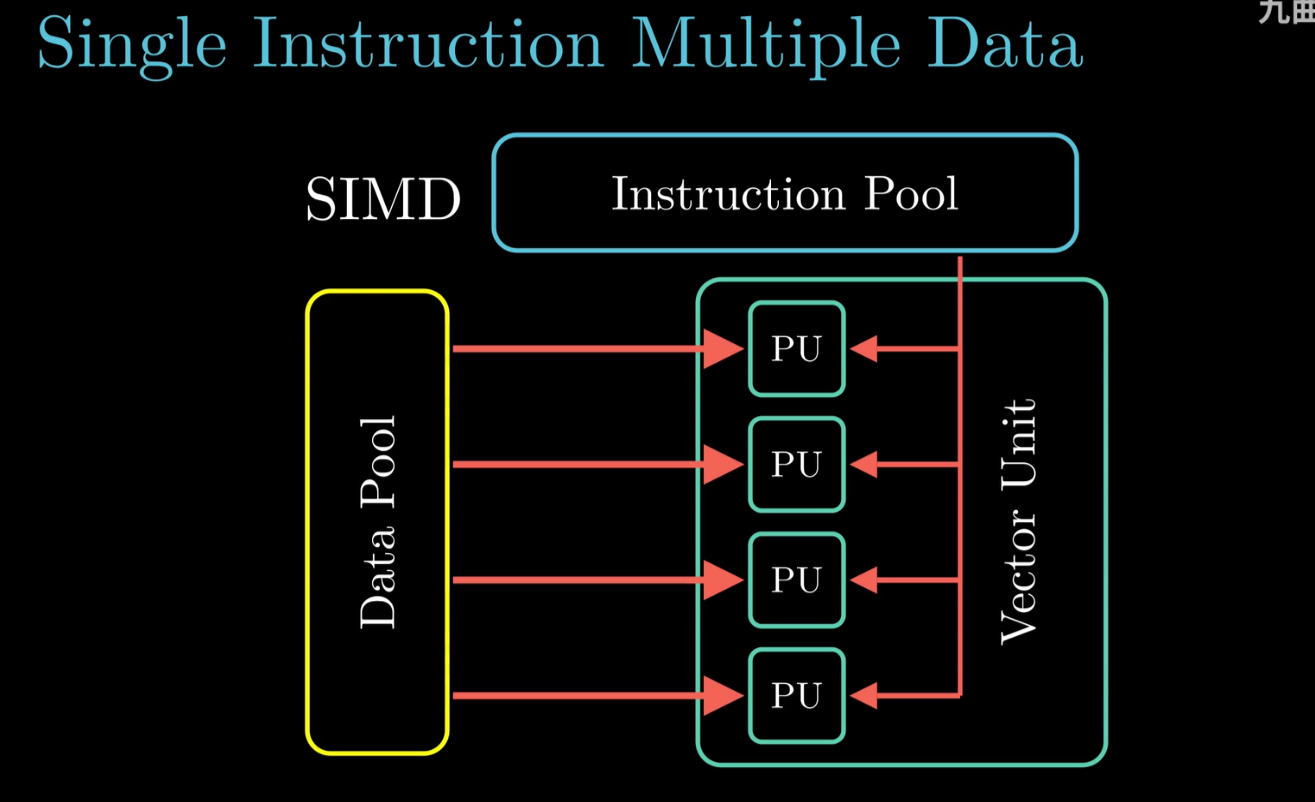 九曲
Single Instruction Multiple Data
SIMD
Instruction Pool
Data Pool
PU
PU
PU
PU
Vector Unit